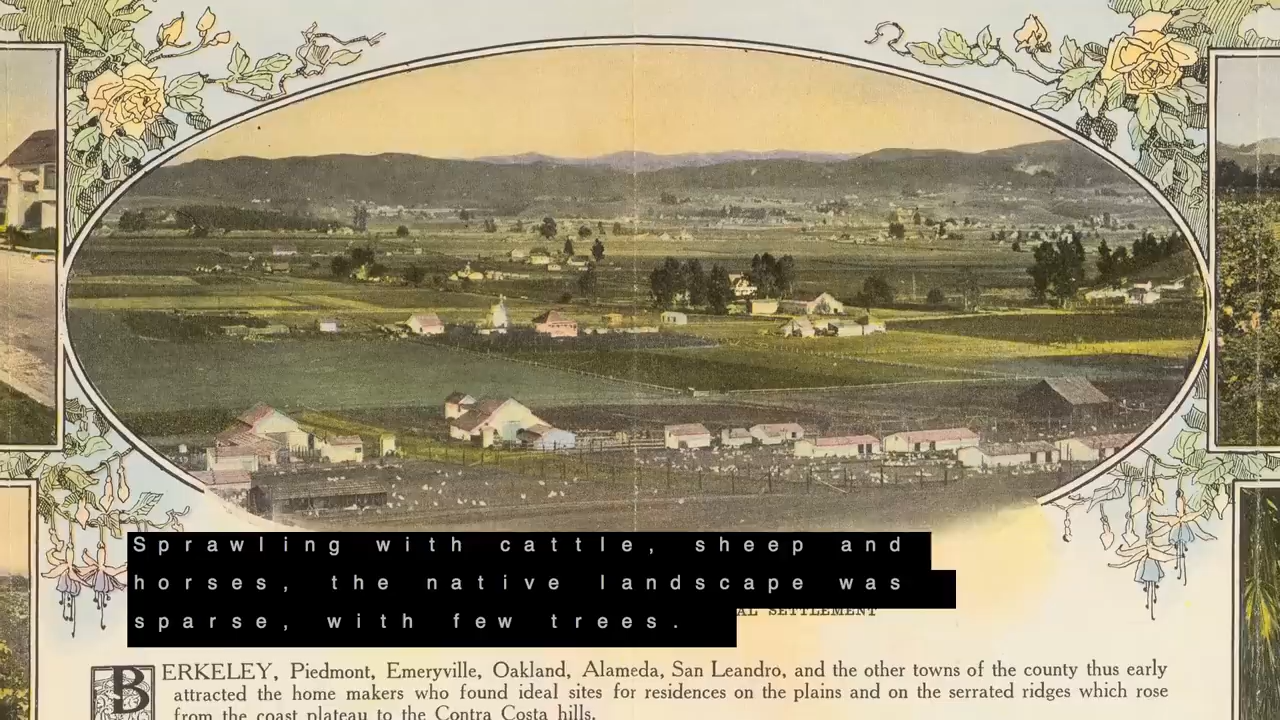 Sprawling with cattle, sheep and
horses, the native landscape was
sparse, with few trees.
AL SETTLEMENT
BERKELEY, Piedmont, Emeryville, Oakland, Alameda, San Leandro, and the other towns of the county thus early
attracted the home makers who found ideal sites for residences on the plains and on the serrated ridges which rose
from the coast plateau to the Contra Costa hills.